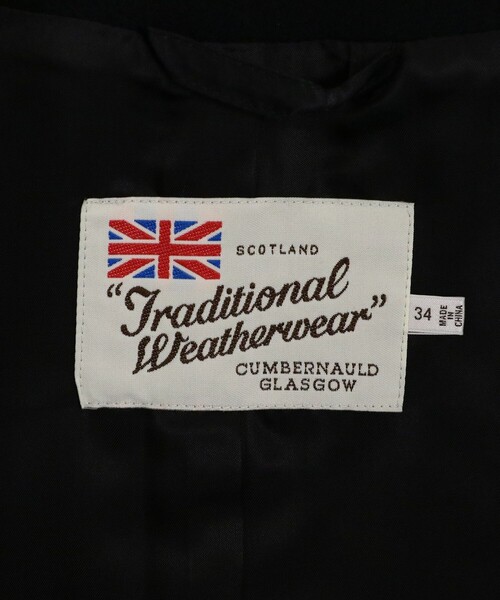 SCOTLAND
"Traditional
Weatherwear"
CUMBERNAULD
GLASGOW
34
MADE
IN
CHINA